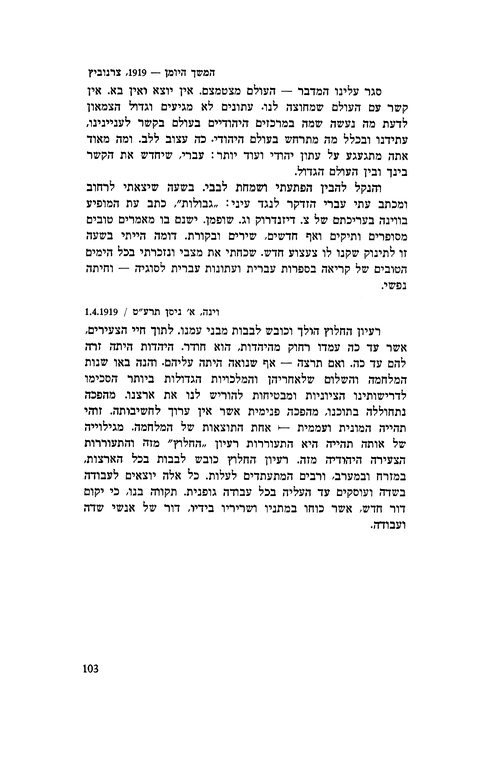 המשך היומן — 1919, צרנוביץ
סגר עלינו המדבר — העולם מצטמצם. אין יוצא ואין בא. אין
קשר עם העולם שמחוצה לנו. עתונים לא מגיעים וגדול הצמאון
לדעת מה נעשה שמה במרכזים היהודיים בעולם בקשר לעניינינו,
עתידנו ובכלל מה מתרחש בעולם היהודי. כה עצוב ללב. ומה מאוד
אתה מתגעגע על עתון יהודי ועוד יותר: עברי, שיחדש את הקשר
בינך ובין העולם הגדול.
והנקל להבין הפתעתי ושמחת לבבי. בשעה שיצאתי לרחוב
ומכתב עתי עברי הזדקר לנגד עיני: „גבולות", כתב עת המופיע
בווינה בעריכתם של צ. דיזנדרוק וג. שופמן. ישנם בו מאמרים טובים
מסופרים ותיקים ואף חדשים, שירים ובקורת. דומה הייתי בשעה
זו לתינוק שקנו לו צעצוע חדש. שכחתי את מצבי ונזכרתי בכל הימים
הטובים של קריאה בספרות עברית ועתונות עברית לסוגיה — וחיתה
נפשי.
וינה, א׳ ניסן תרע״ט / 1.4.1919
רעיון החלוץ הולך וכובש לבבות מבני עמנו. לתוך חיי הצעירים,
אשר עד כה עמדו רחוק מהיהדות, הוא חודר. היהדות היתה זרה
להם עד כה. ואם תרצה — אף שנואה היתה עליהם. והנה באו שנות
המלחמה והשלום שלאחריהן והמלכויות הגדולות ביותר הסכימו
לדרישותינו הציוניות ומבטיחות להוריש לנו את ארצנו. מהפכה
נתחוללה בתוכנו, מהפכה פנימית אשר אין ערוך לחשיבותה. זוהי
תהייה המונית ועממית — אחת התוצאות של המלחמה. מגילוייה
של אותה תהייה היא התעוררות רעיון „החלוץ" מזה והתעוררות
הצעירה היהודיה מזה. רעיון החלוץ כובש לבבות בכל הארצות,
במזרח ובמערב, ורבים המתעתדים לעלות. כל אלה יוצאים לעבודה
בשדה ועוסקים עד העליה בכל עבודה גופנית. תקווה בנו, כי יקום
דור חדש, אשר כוחו במתניו ושריריו בידיו, דור של אנשי שדה
ועבודה.
103